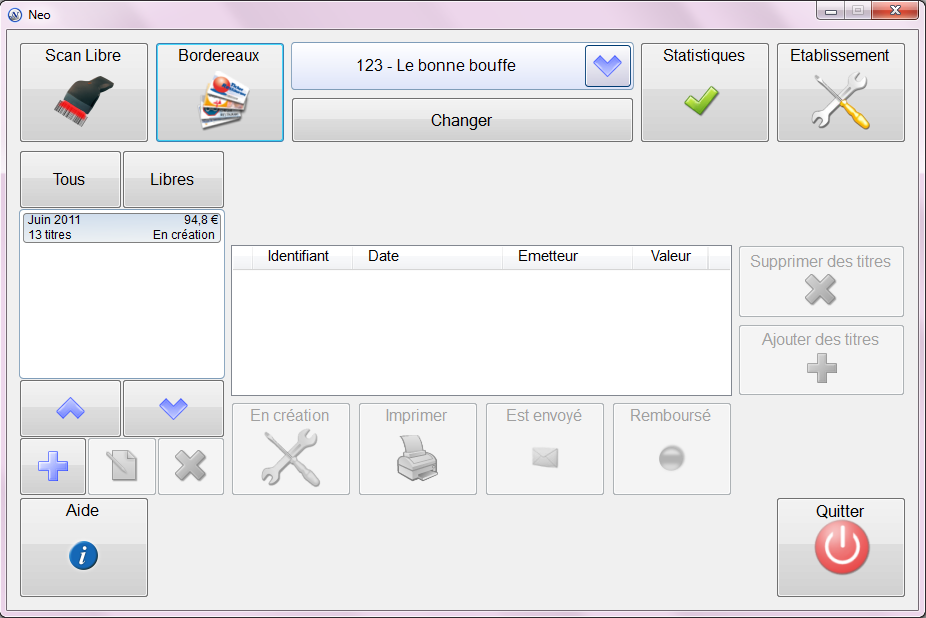 Neo
Scan Libre
Bordereaux
123 - Le bonne bouffe
Changer
Statistiques
Etablissement
Tous
Libres
Juin 2011 94,8 €
13 titres En création
Identifiant Date Emetteur Valeur
Supprimer des titres
Ajouter des titres
En création
Imprimer
Est envoyé
Remboursé
Aide
Quitter